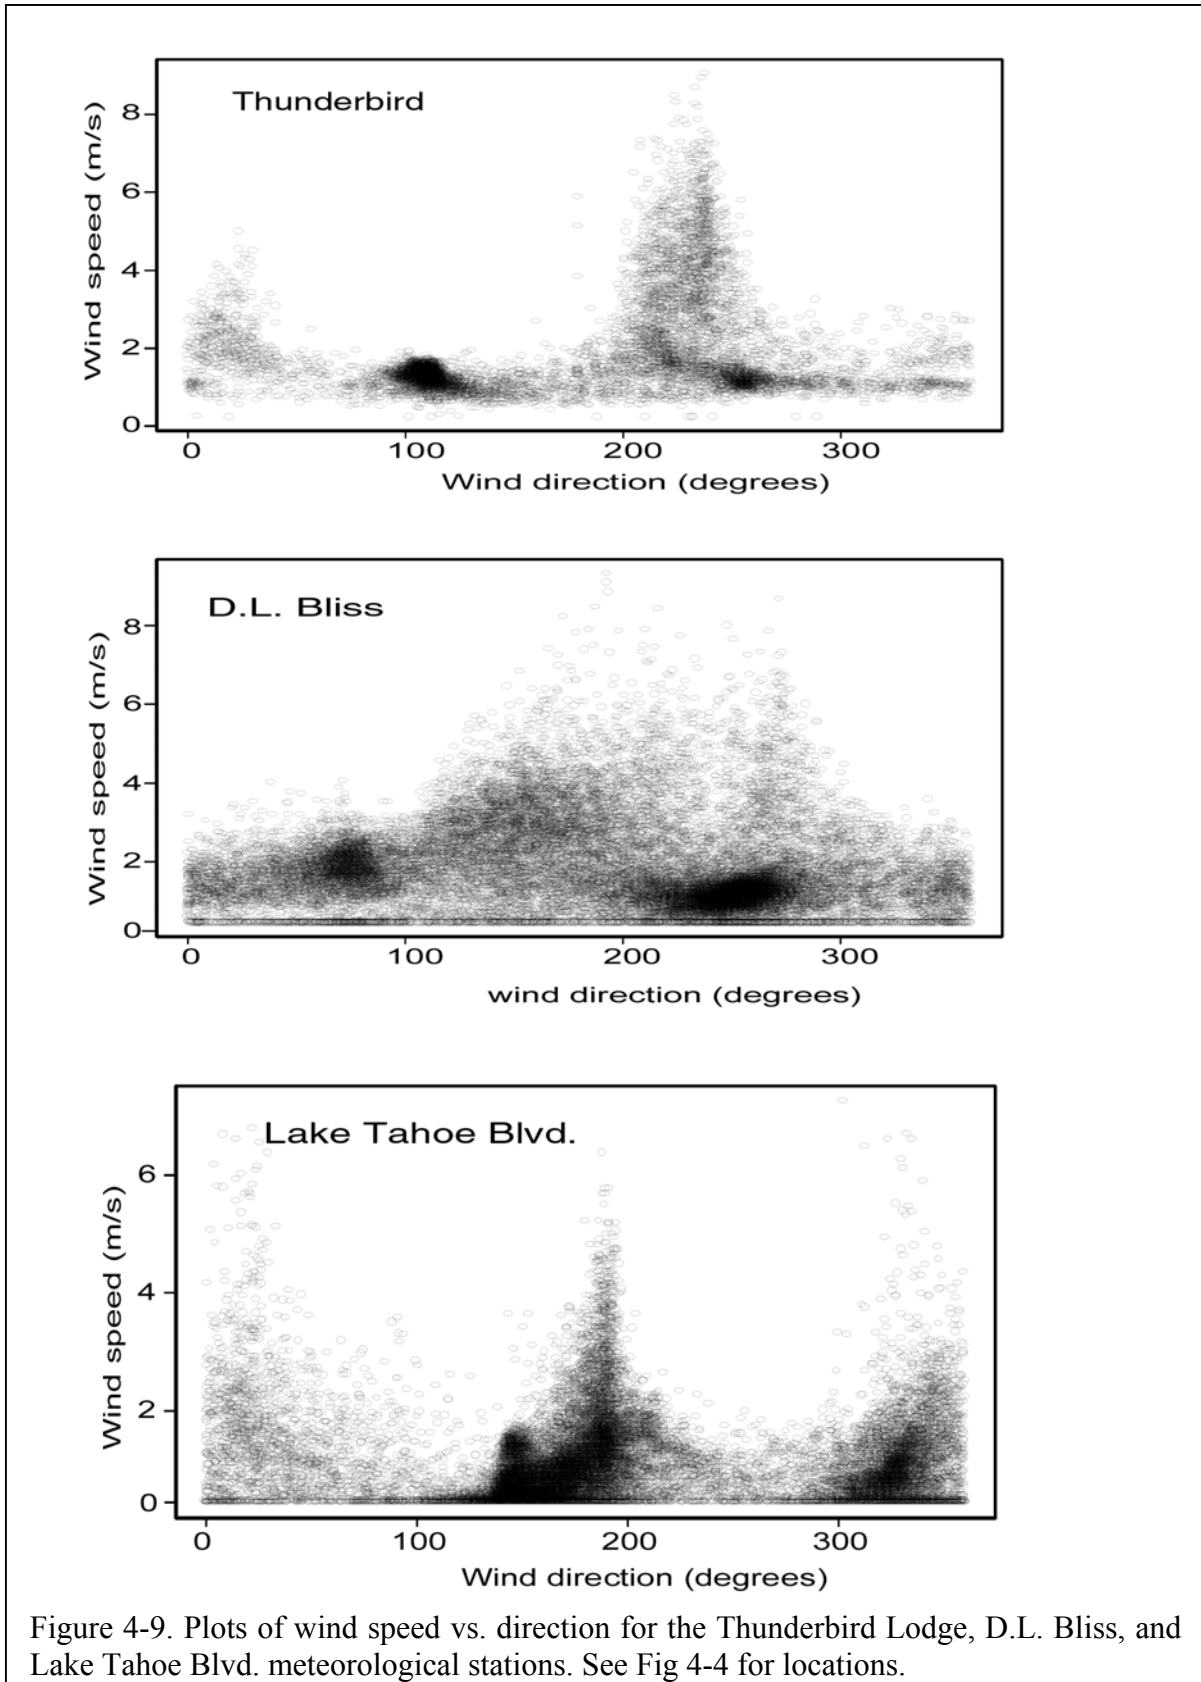 Thunderbird
Wind speed (m/s)
8
6
4
2
0
0 100 200 300
Wind direction (degrees)
D.L. Bliss
Wind speed (m/s)
8
6
4
2
0
0 100 200 300
wind direction (degrees)
Lake Tahoe Blvd.
Wind speed (m/s)
6
4
2
0
0 100 200 300
Wind direction (degrees)
Figure 4-9. Plots of wind speed vs. direction for the Thunderbird Lodge, D.L. Bliss, and
Lake Tahoe Blvd. meteorological stations. See Fig 4-4 for locations.